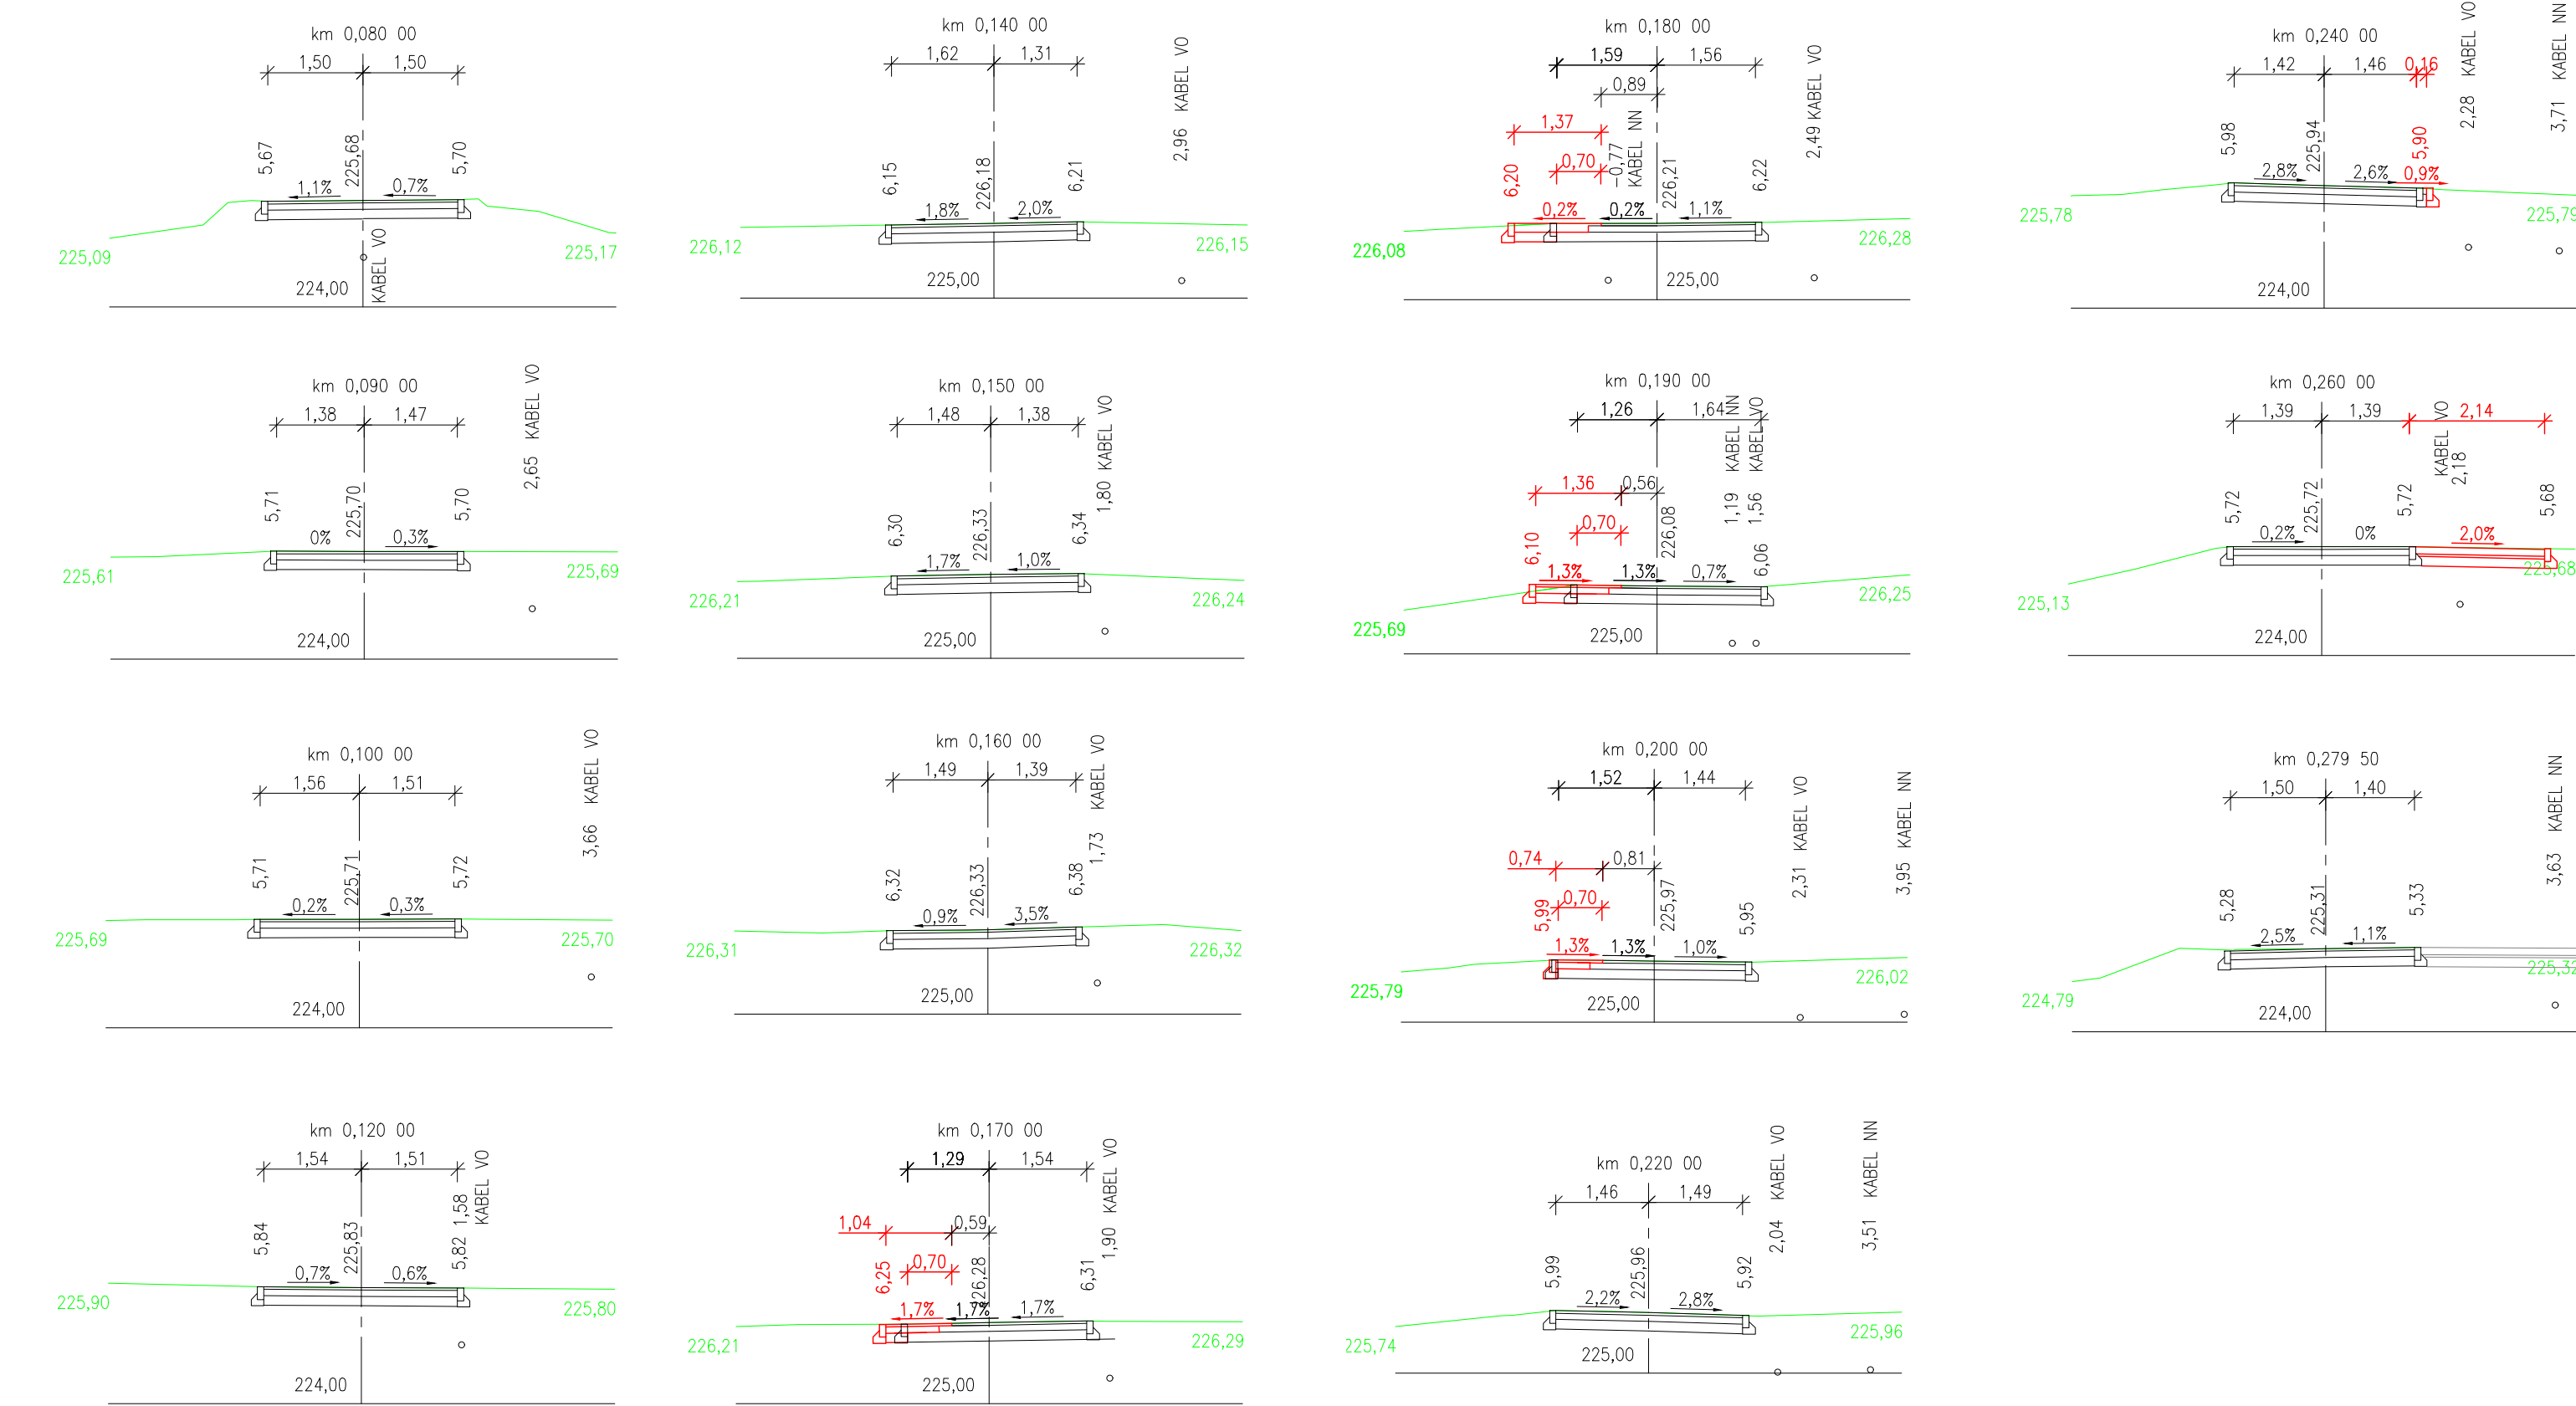 km 0,080 00
1,50 1,50
5,67 225,68 5,70
1,1% 0,7%
225,09 225,17
KABEL VO
224,00
km 0,090 00
1,38 1,47
2,65 KABEL VO
5,71 225,70 5,70
0% 0,3%
225,61 225,69
224,00
km 0,100 00
1,56 1,51
3,66 KABEL VO
5,71 225,71 5,72
0,2% 0,3%
225,69 225,70
224,00
km 0,120 00
1,54 1,51
1,58 KABEL VO
5,84 225,83 5,82
0,7% 0,6%
225,90 225,80
224,00
km 0,140 00
1,62 1,31
2,96 KABEL VO
6,15 226,18 6,21
1,8% 2,0%
226,12 226,15
225,00
km 0,150 00
1,48 1,38
1,80 KABEL VO
6,30 226,33 6,34
1,7% 1,0%
226,21 226,24
225,00
km 0,160 00
1,49 1,39
1,73 KABEL VO
6,32 226,33 6,38
0,9% 3,5%
226,31 226,32
225,00
km 0,170 00
1,29 1,54
1,90 KABEL VO
1,04 0,59
0,70
6,25 226,28 6,31
1,7% 1,7% 1,7%
226,21 226,29
225,00
km 0,180 00
1,59 1,56
0,89
2,49 KABEL VO
1,37
0,70
-0,77 KABEL NN
6,20 226,21 6,22
0,2% 0,2% 1,1%
226,08 226,28
225,00
km 0,190 00
1,26 1,64
1,19 KABEL NN
1,56 KABEL VO
1,36 0,56
0,70
6,10 226,08 6,06
1,3% 1,3% 0,7%
225,69 226,25
225,00
km 0,200 00
1,52 1,44
2,31 KABEL VO
3,95 KABEL NN
0,74 0,81
0,70
5,99 225,97 5,95
1,3% 1,3% 1,0%
225,79 226,02
225,00
km 0,220 00
1,46 1,49
2,04 KABEL VO
3,51 KABEL NN
5,99 225,96 5,92
2,2% 2,8%
225,74 225,96
225,00
km 0,240 00
1,42 1,46 0,16
2,28 KABEL VO
3,71 KABEL NN
5,98 225,94 5,90
2,8% 2,6% 0,9%
225,78 225,79
224,00
km 0,260 00
1,39 1,39 2,14
KABEL VO
2,18
5,72 225,72 5,72 5,68
0,2% 0% 2,0%
225,13 225,68
224,00
km 0,279 50
1,50 1,40
3,63 KABEL NN
5,28 225,31 5,33
2,5% 1,1%
224,79 225,32
224,00